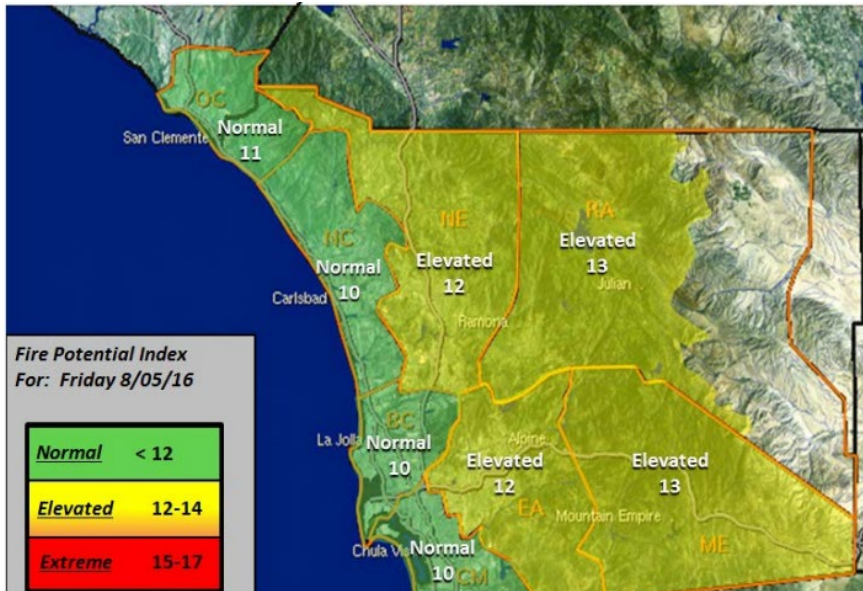 OC
San Clemente
Normal
11
NC
Normal
10
Carlsbad
NE
Elevated
12
Ramona
RA
Elevated
13
Julian
Fire Potential Index
For: Friday 8/05/16
Normal < 12
Elevated 12-14
Extreme 15-17
BC
La Jolla
Normal
10
Alpine
Elevated
12
EA
Elevated
13
Mountain Empire
ME
Chula Vis
Normal
10
CM